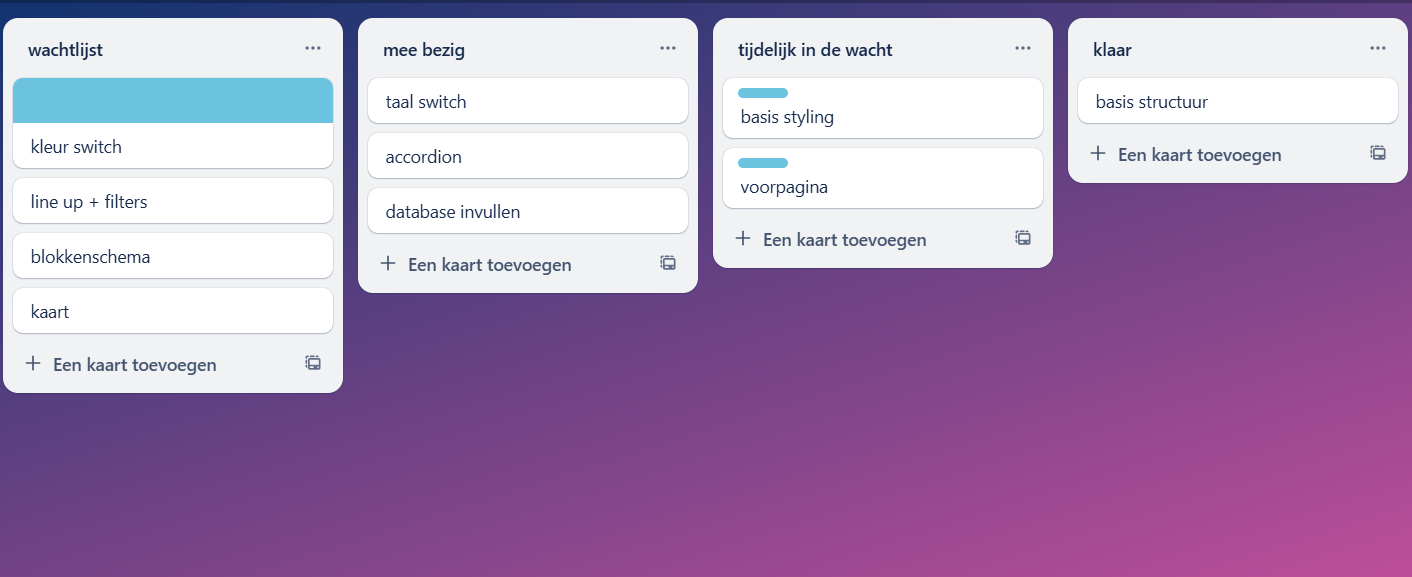 wachtlijst
kleur switch
line up + filters
blokkenschema
kaart
Een kaart toevoegen
mee bezig
taal switch
accordion
database invullen
Een kaart toevoegen
tijdelijk in de wacht
basis styling
voorpagina
Een kaart toevoegen
klaar
basis structuur
Een kaart toevoegen